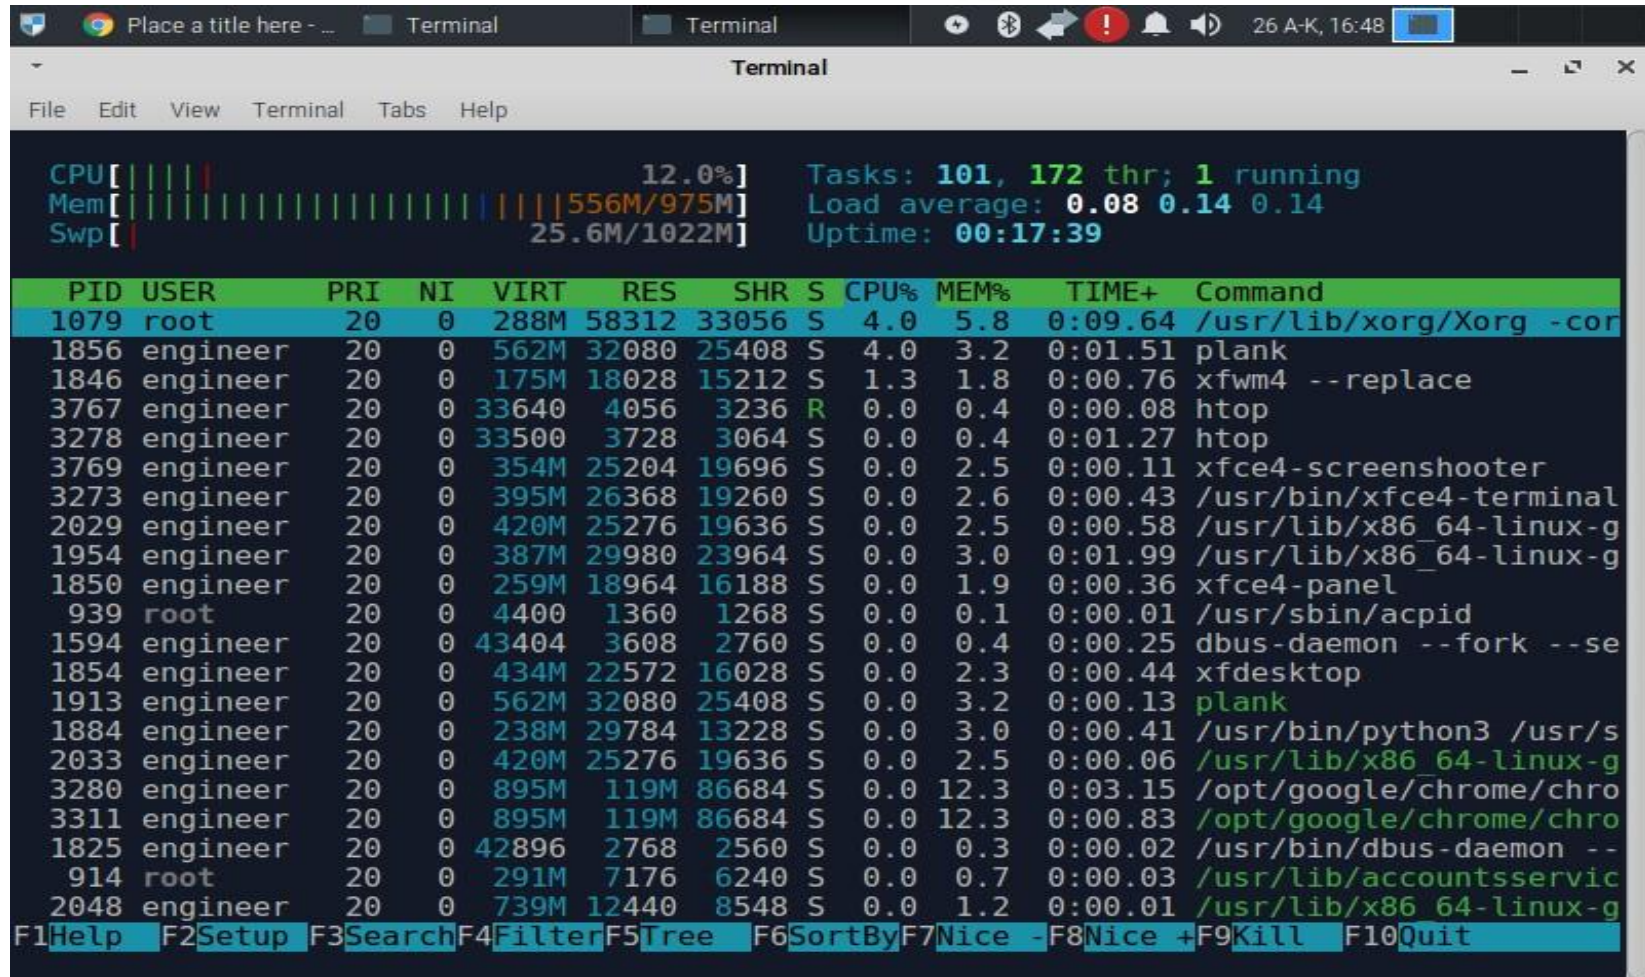 Place a title here - ... Terminal Terminal 26 A-K, 16:48
Terminal
File Edit View Terminal Tabs Help
CPU[||||| 12.0%] Tasks: 101, 172 thr; 1 running
Mem[||||||||||||||||||||||||556M/975M] Load average: 0.08 0.14 0.14
Swp[| 25.6M/1022M] Uptime: 00:17:39
PID USER PRI NI VIRT RES SHR S CPU% MEM% TIME+ Command
1079 root 20 0 288M 58312 33056 S 4.0 5.8 0:09.64 /usr/lib/xorg/Xorg -cor
1856 engineer 20 0 562M 32080 25408 S 4.0 3.2 0:01.51 plank
1846 engineer 20 0 175M 18028 15212 S 1.3 1.8 0:00.76 xfwm4 --replace
3767 engineer 20 0 33640 4056 3236 R 0.0 0.4 0:00.08 htop
3278 engineer 20 0 33500 3728 3064 S 0.0 0.4 0:01.27 htop
3769 engineer 20 0 354M 25204 19696 S 0.0 2.5 0:00.11 xfce4-screenshooter
3273 engineer 20 0 395M 26368 19260 S 0.0 2.6 0:00.43 /usr/bin/xfce4-terminal
2029 engineer 20 0 420M 25276 19636 S 0.0 2.5 0:00.58 /usr/lib/x86_64-linux-g
1954 engineer 20 0 387M 29980 23964 S 0.0 3.0 0:01.99 /usr/lib/x86_64-linux-g
1850 engineer 20 0 259M 18964 16188 S 0.0 1.9 0:00.36 xfce4-panel
939 root 20 0 4400 1360 1268 S 0.0 0.1 0:00.01 /usr/sbin/acpid
1594 engineer 20 0 43404 3608 2760 S 0.0 0.4 0:00.25 dbus-daemon --fork --se
1854 engineer 20 0 434M 22572 16028 S 0.0 2.3 0:00.44 xfdesktop
1913 engineer 20 0 562M 32080 25408 S 0.0 3.2 0:00.13 plank
1884 engineer 20 0 238M 29784 13228 S 0.0 3.0 0:00.41 /usr/bin/python3 /usr/s
2033 engineer 20 0 420M 25276 19636 S 0.0 2.5 0:00.06 /usr/lib/x86_64-linux-g
3280 engineer 20 0 895M 119M 86684 S 0.0 12.3 0:03.15 /opt/google/chrome/chro
3311 engineer 20 0 895M 119M 86684 S 0.0 12.3 0:00.83 /opt/google/chrome/chro
1825 engineer 20 0 42896 2768 2560 S 0.0 0.3 0:00.02 /usr/bin/dbus-daemon --
914 root 20 0 291M 7176 6240 S 0.0 0.7 0:00.03 /usr/lib/accountsservic
2048 engineer 20 0 739M 12440 8548 S 0.0 1.2 0:00.01 /usr/lib/x86_64-linux-g
F1Help F2Setup F3SearchF4FilterF5Tree F6SortByF7Nice -F8Nice +F9Kill F10Quit